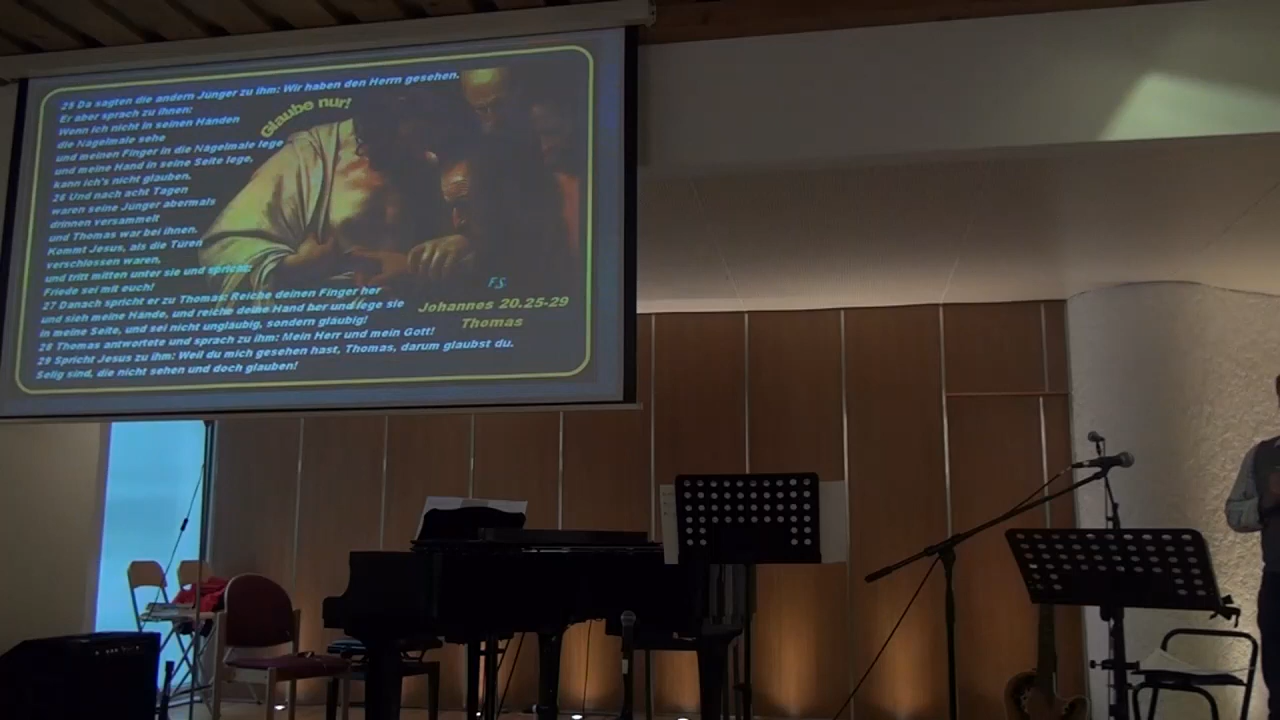 25 Da sagten die andern Jünger zu ihm: Wir haben den Herrn gesehen.
Er aber sprach zu ihnen:
Wenn ich nicht in seinen Händen
die Nägelmale sehe
und meinen Finger in die Nägelmale lege
und meine Hand in seine Seite lege,
kann ich's nicht glauben.
26 Und nach acht Tagen
waren seine Jünger abermals
drinnen versammelt
und Thomas war bei ihnen.
Kommt Jesus, als die Türen
verschlossen waren,
und tritt mitten unter sie und spricht:
Friede sei mit euch!
27 Danach spricht er zu Thomas: Reiche deinen Finger her
und sieh meine Hände, und reiche deine Hand her und lege sie
in meine Seite, und sei nicht ungläubig, sondern gläubig!
28 Thomas antwortete und sprach zu ihm: Mein Herr und mein Gott!
29 Spricht Jesus zu ihm: Weil du mich gesehen hast, Thomas, darum glaubst du.
Selig sind, die nicht sehen und doch glauben!
Glaube nur!
F.S.
Johannes 20.25-29
Thomas